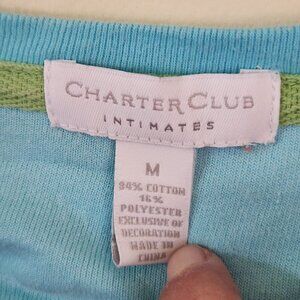 CHARTER CLUB
INTIMATES
M
84% COTTON
16%
POLYESTER
EXCLUSIVE OF
DECORATION
MADE IN
CHINA